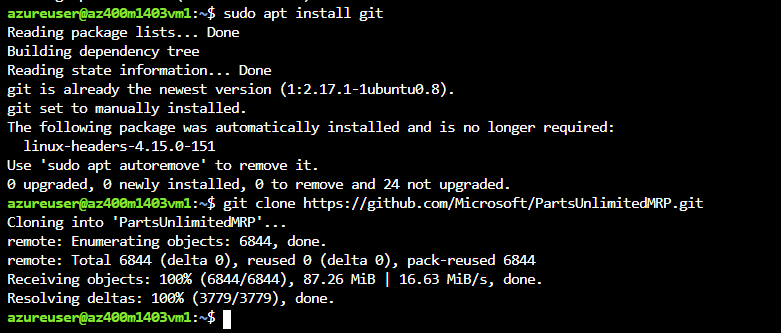 azureuser@az400m1403vm1:~$ sudo apt install git
Reading package lists... Done
Building dependency tree
Reading state information... Done
git is already the newest version (1:2.17.1-1ubuntu0.8).
git set to manually installed.
The following package was automatically installed and is no longer required:
  linux-headers-4.15.0-151
Use 'sudo apt autoremove' to remove it.
0 upgraded, 0 newly installed, 0 to remove and 24 not upgraded.
azureuser@az400m1403vm1:~$ git clone https://github.com/Microsoft/PartsUnlimitedMRP.git
Cloning into 'PartsUnlimitedMRP'...
remote: Enumerating objects: 6844, done.
remote: Total 6844 (delta 0), reused 0 (delta 0), pack-reused 6844
Receiving objects: 100% (6844/6844), 87.26 MiB | 16.63 MiB/s, done.
Resolving deltas: 100% (3779/3779), done.
azureuser@az400m1403vm1:~$